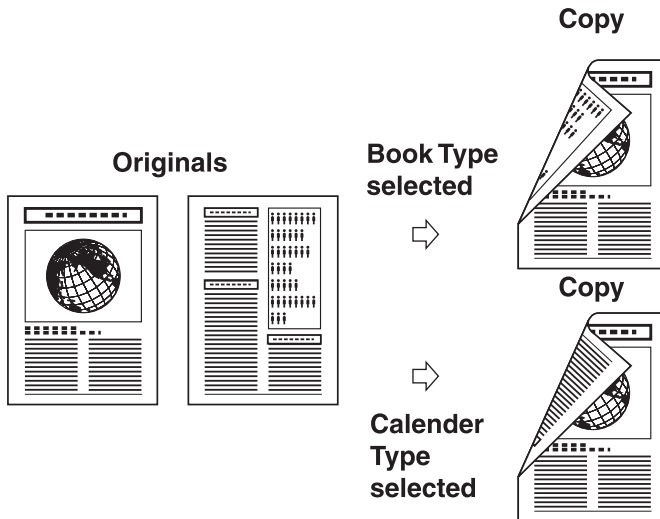 Copy
Originals
Book Type
selected
Copy
Calender
Type
selected